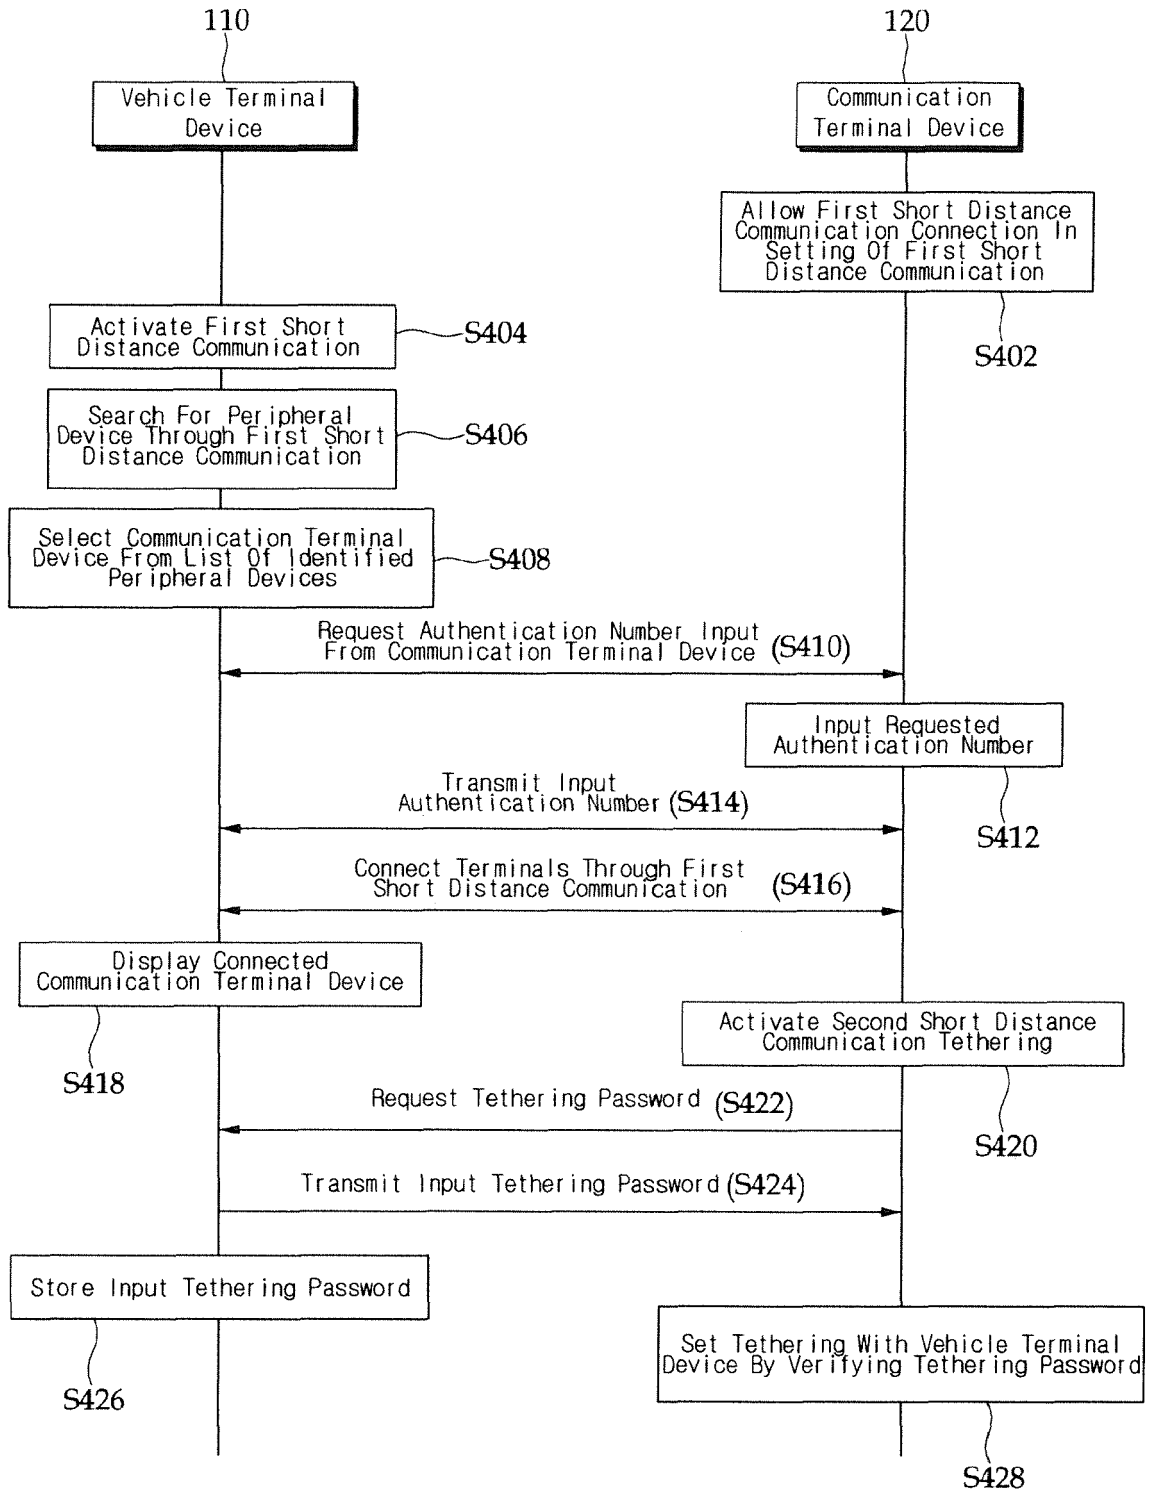 110
120
Vehicle Terminal
Device
Communication
Terminal Device
Allow First Short Distance
Communication Connection In
Setting Of First Short
Distance Communication
S402
Activate First Short
Distance Communication
S404
Search For Peripheral
Device Through First Short
Distance Communication
S406
Select Communication Terminal
Device From List Of Identified
Peripheral Devices
S408
Request Authentication Number Input
From Communication Terminal Device (S410)
Input Requested
Authentication Number
S412
Transmit Input
Authentication Number (S414)
Connect Terminals Through First
Short Distance Communication (S416)
Display Connected
Communication Terminal Device
S418
Activate Second Short Distance
Communication Tethering
S420
Request Tethering Password (S422)
Transmit Input Tethering Password (S424)
Store Input Tethering Password
S426
Set Tethering With Vehicle Terminal
Device By Verifying Tethering Password
S428